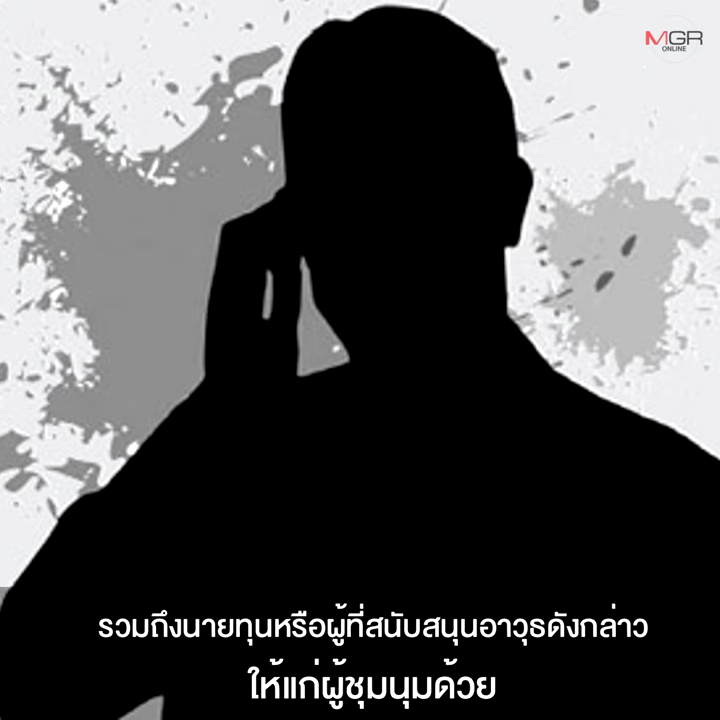 MGR
ONLINE
รวมถึงนายทุนหรือผู้ที่สนับสนุนอาวุธดังกล่าว
ให้แก่ผู้ชุมนุมด้วย